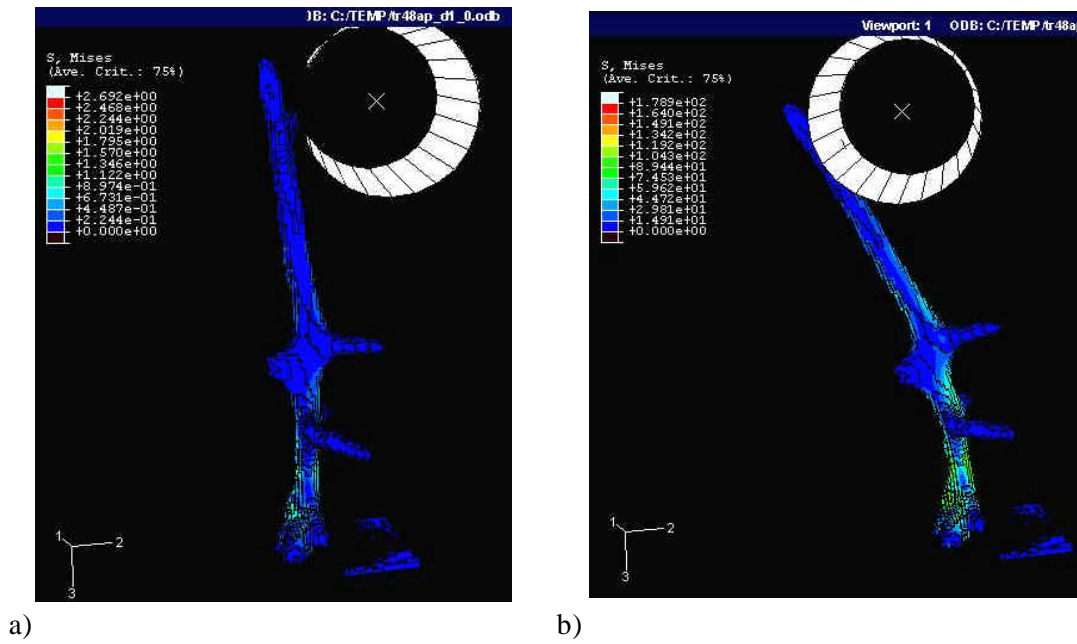 )B: C:/TEMP/tr48ap_d1_0.odb
S, Mises
(Ave. Crit.: 75%)
+2.692e+00
+2.468e+00
+2.244e+00
+2.019e+00
+1.795e+00
+1.570e+00
+1.346e+00
+1.122e+00
+8.974e-01
+6.731e-01
+4.487e-01
+2.244e-01
+0.000e+00
1
2
3
a)
Viewport: 1 ODB: C:/TEMP/tr48ap
S, Mises
(Ave. Crit.: 75%)
+1.789e+02
+1.640e+02
+1.491e+02
+1.342e+02
+1.192e+02
+1.043e+02
+8.944e+01
+7.453e+01
+5.962e+01
+4.472e+01
+2.981e+01
+1.491e+01
+0.000e+00
1
2
3
b)